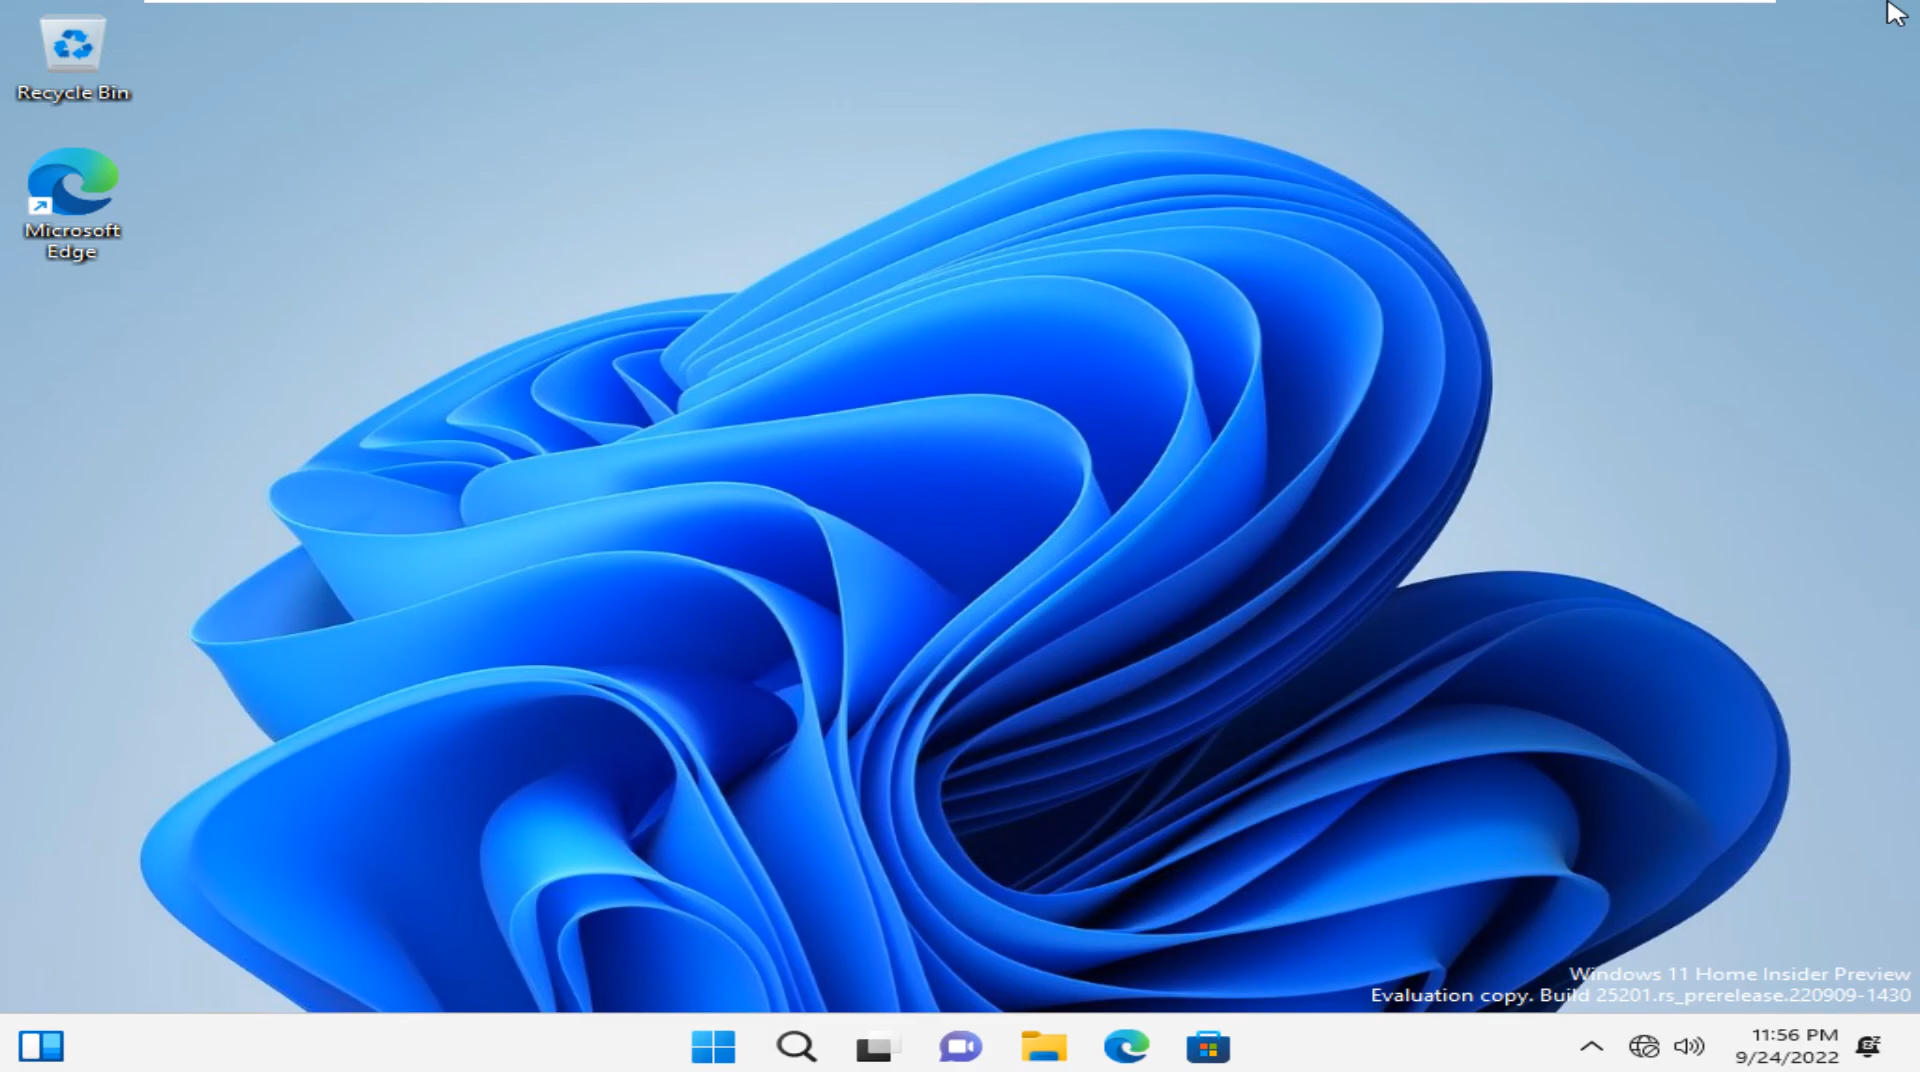 Recycle Bin
Microsoft
Edge
Windows 11 Home Insider Preview
Evaluation copy. Build 25201.rs_prerelease.220909-1430
11:56 PM
9/24/2022